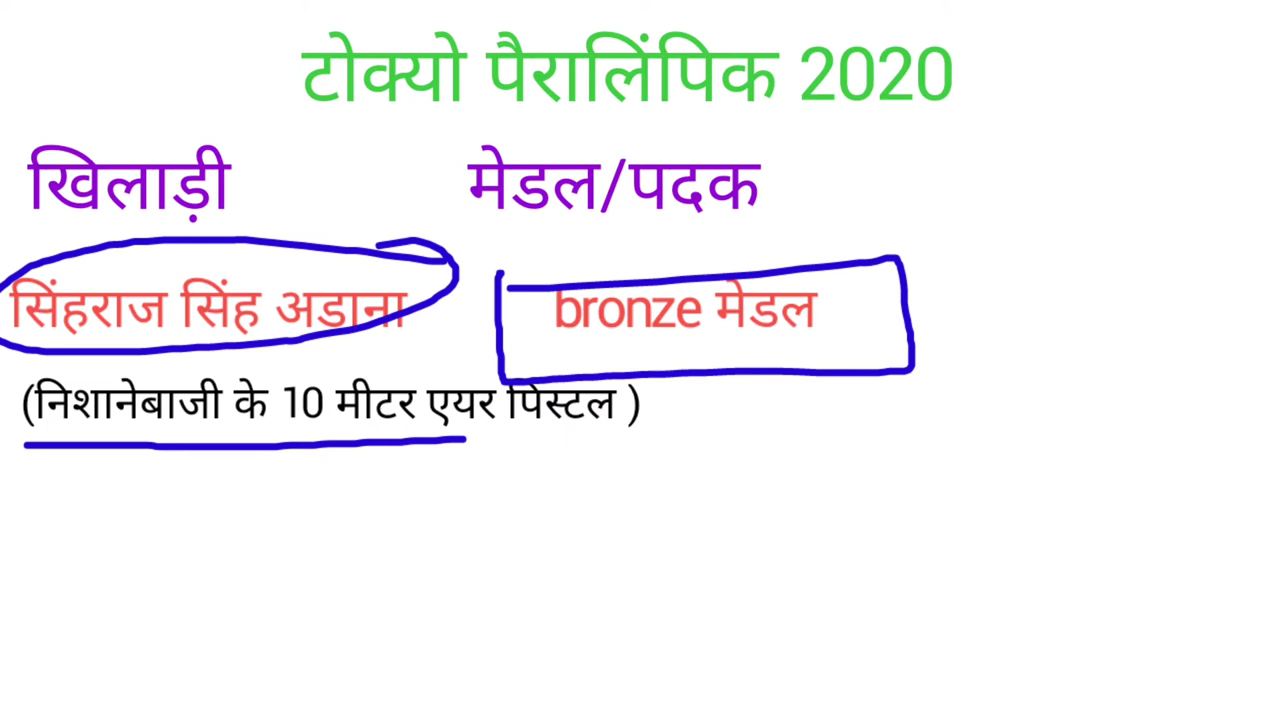 टोक्यो पैरालिंपिक 2020
खिलाड़ी मेडल/पदक
सिंहराज सिंह अडाना bronze मेडल
(निशानेबाजी के 10 मीटर एयर पिस्टल )